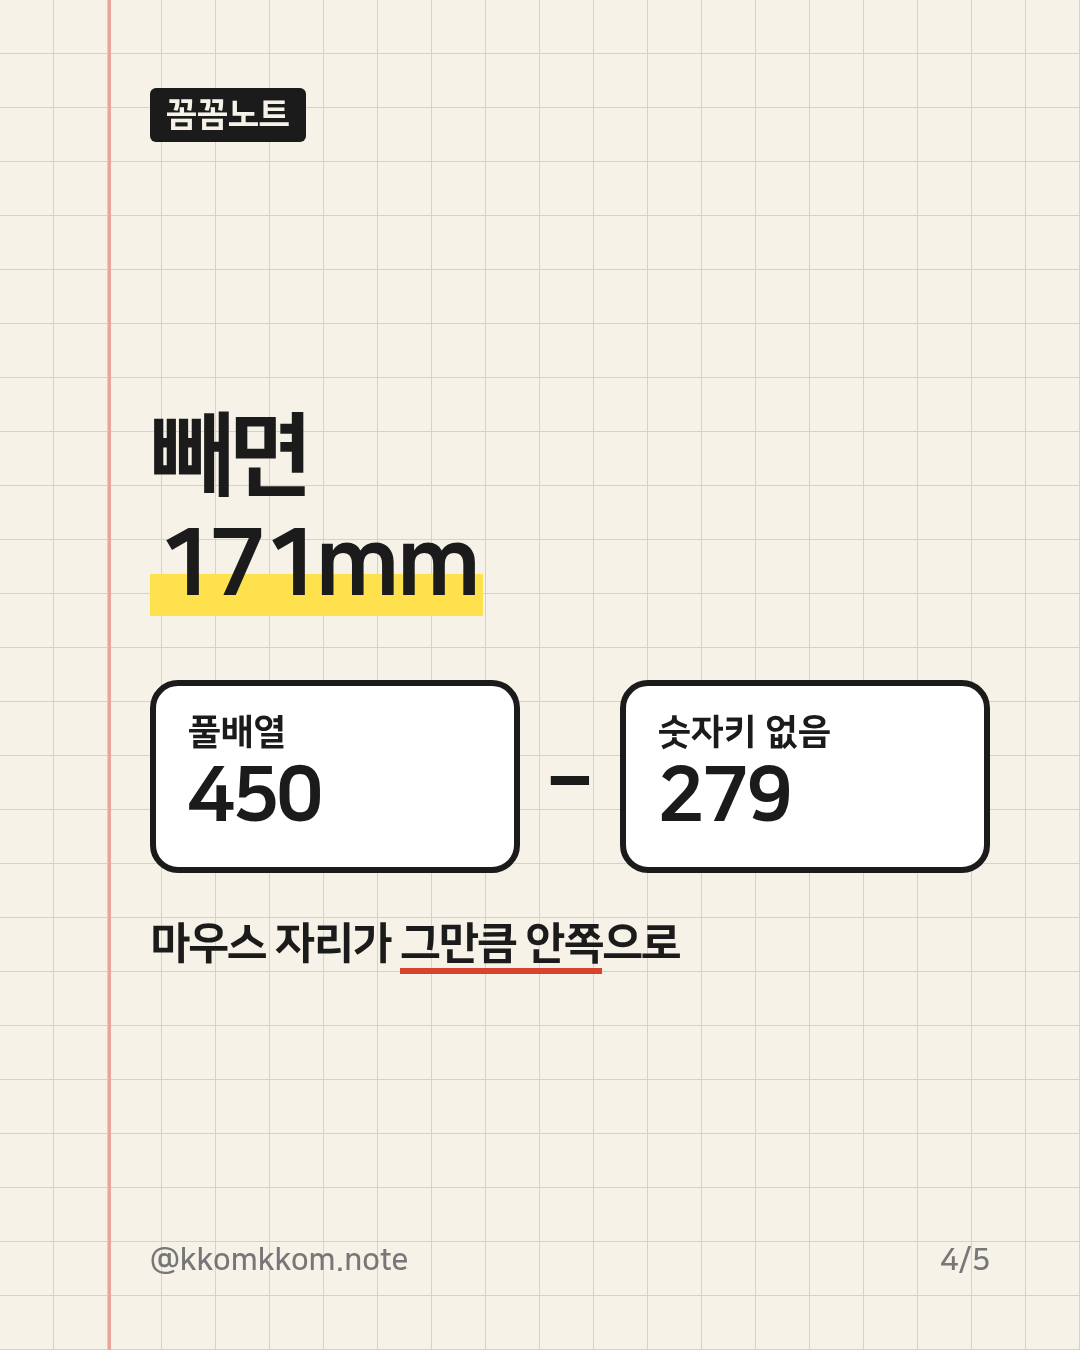 꼼꼼노트
빼면
171mm
풀배열
450
–
숫자키 없음
279
마우스 자리가 그만큼 안쪽으로
@kkomkkom.note
4/5